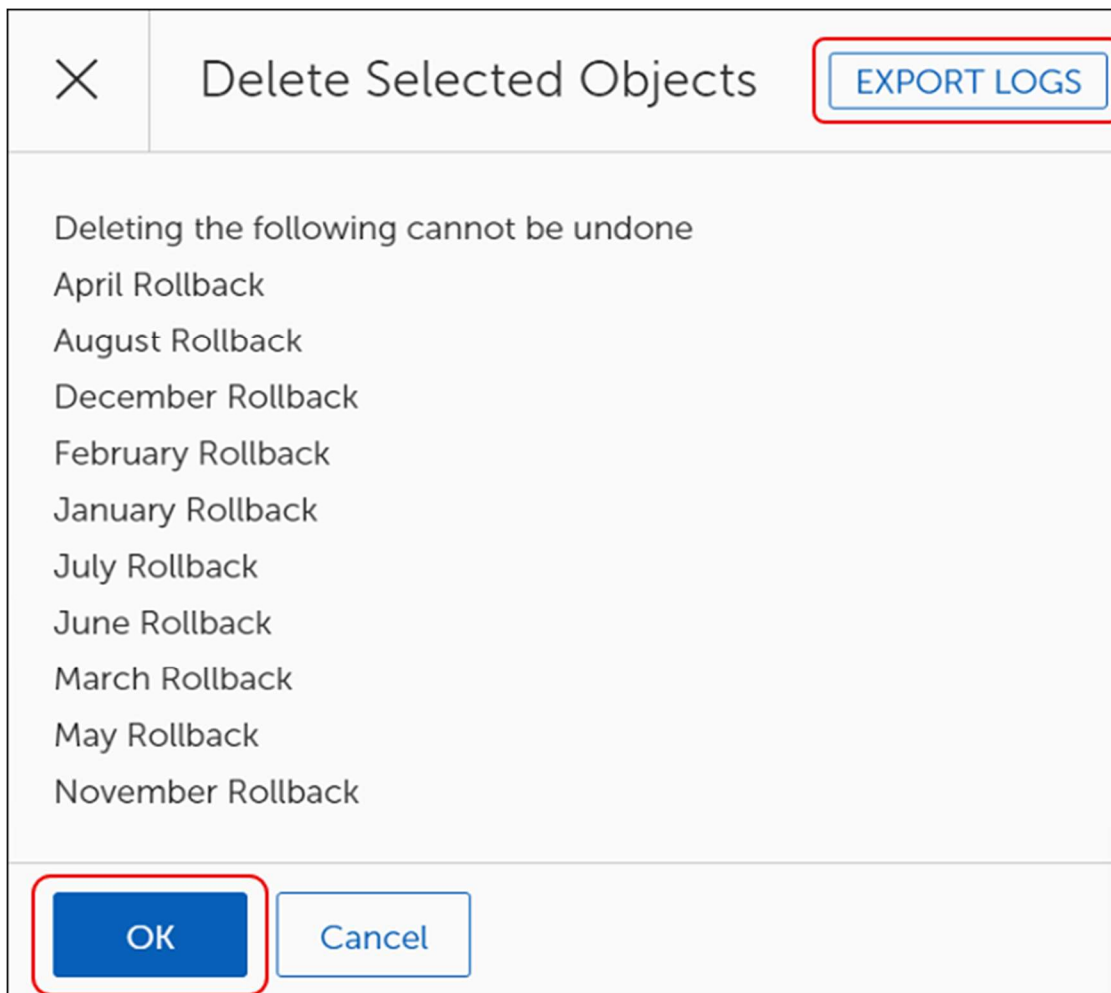 Delete Selected Objects
EXPORT LOGS
Deleting the following cannot be undone
April Rollback
August Rollback
December Rollback
February Rollback
January Rollback
July Rollback
June Rollback
March Rollback
May Rollback
November Rollback
OK
Cancel